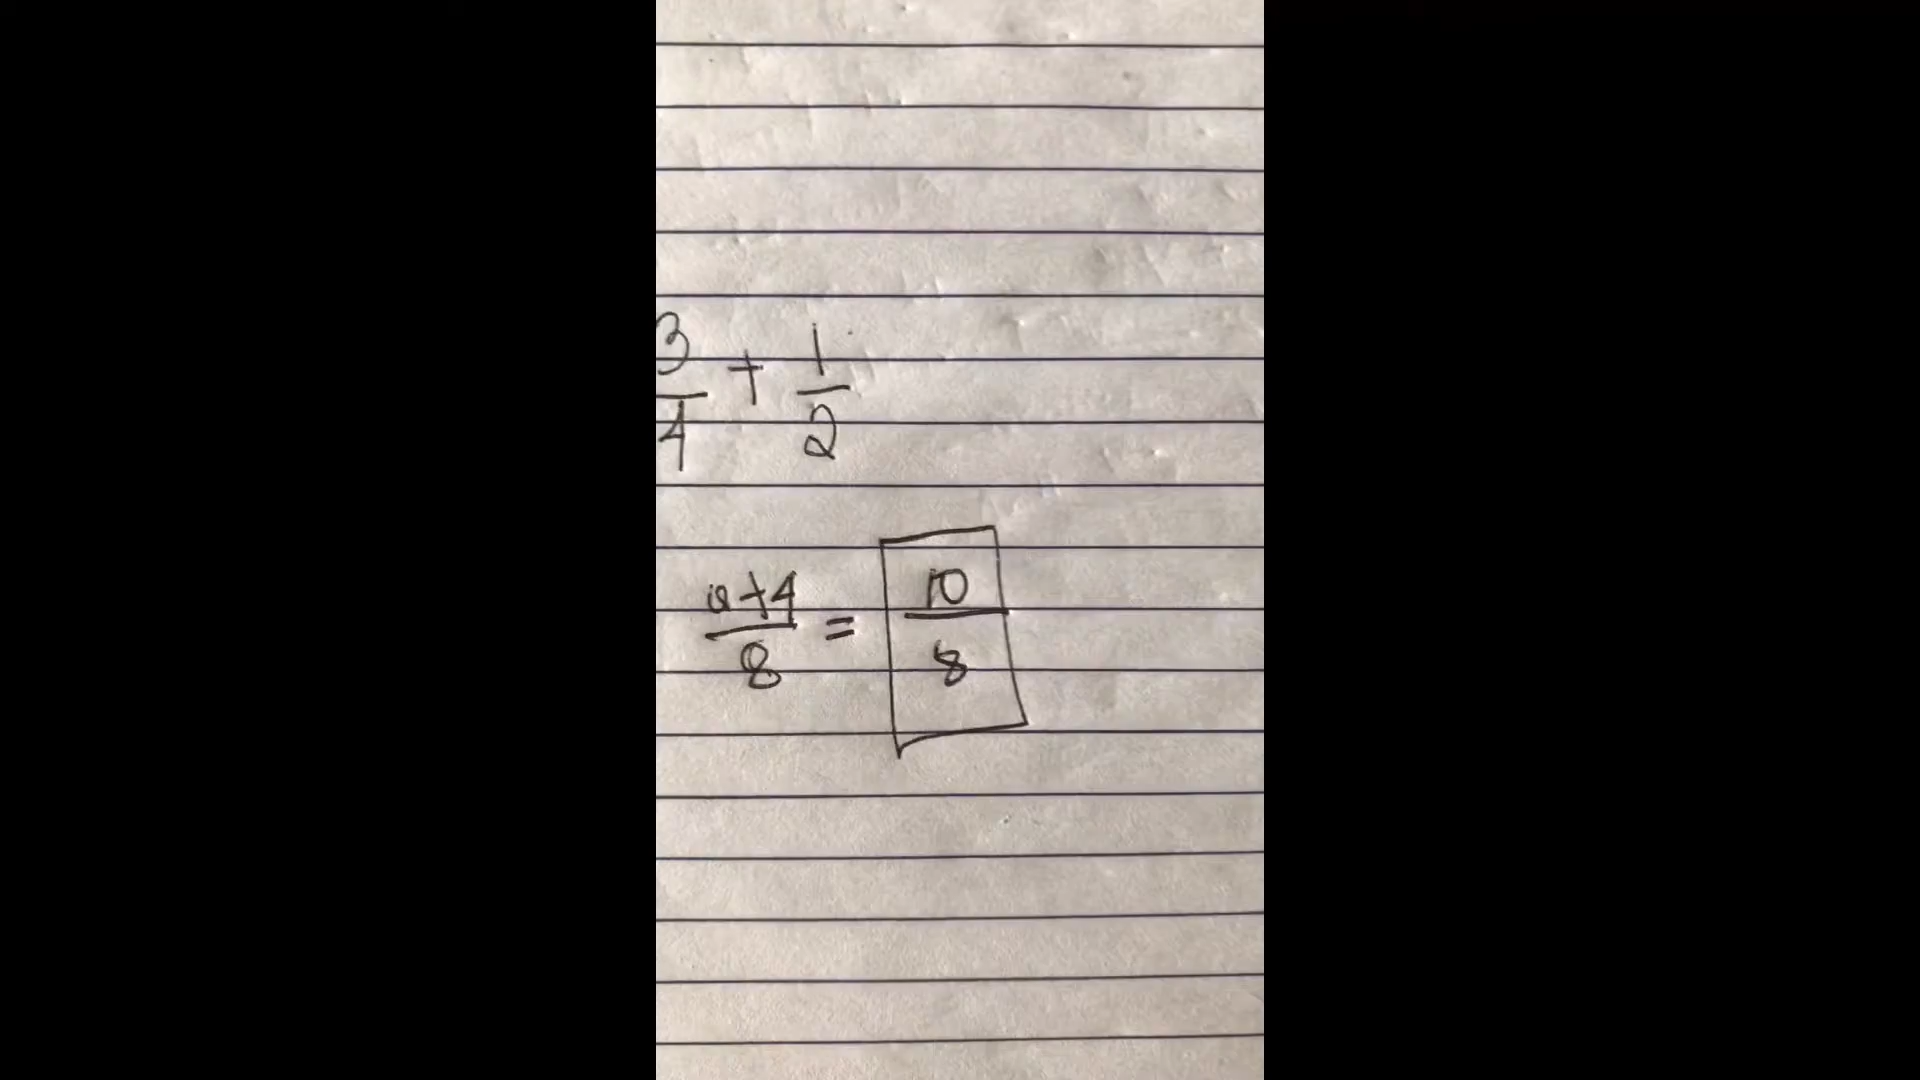 3/4 + 1/2
6+4/8 = 10/8